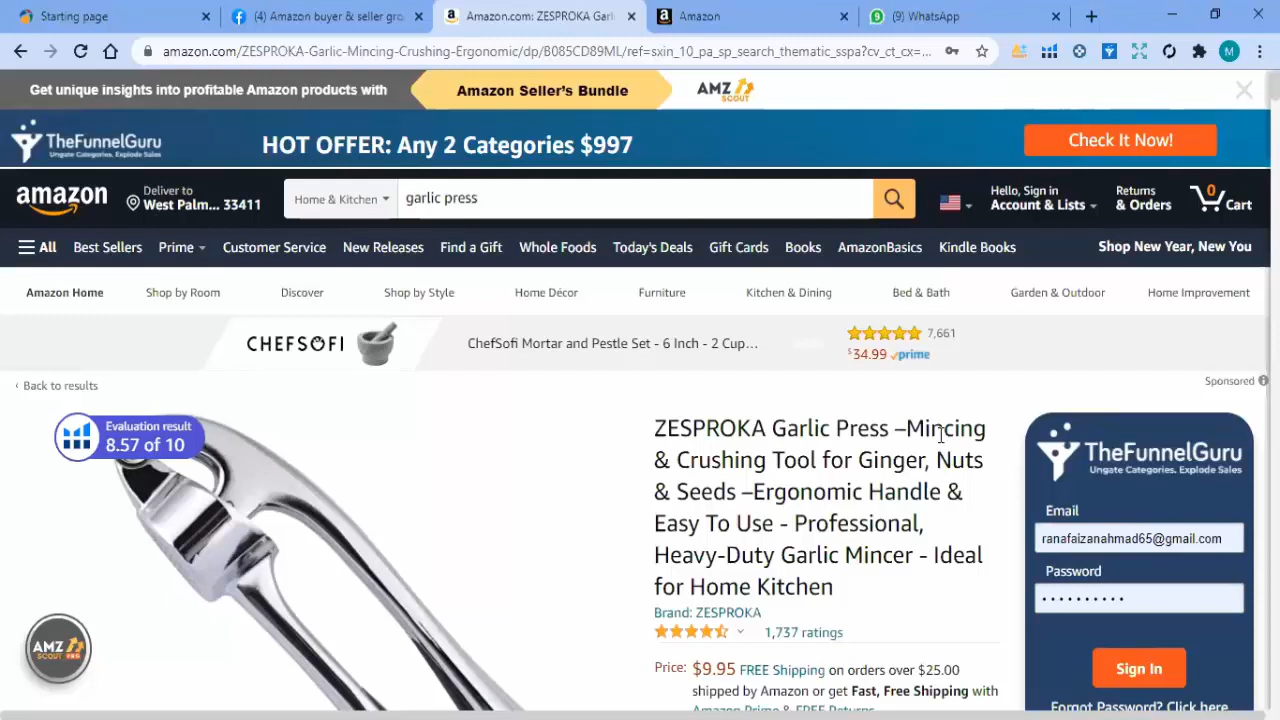 Starting page
(4) Amazon buyer & seller gro
Amazon.com: ZESPROKA Garl
Amazon
(9) WhatsApp
amazon.com/ZESPROKA-Garlic-Mincing-Crushing-Ergonomic/dp/B085CD89ML/ref=sxin_10_pa_sp_search_thematic_sspa?cv_ct_cx=...
M
Get unique insights into profitable Amazon products with
Amazon Seller's Bundle
AMZ
SCOUT
TheFunnelGuru
Ungate Categories. Explode Sales
HOT OFFER: Any 2 Categories $997
Check It Now!
amazon
Deliver to
West Palm... 33411
Home & Kitchen
garlic press
Hello, Sign in
Account & Lists
Returns
& Orders
0
Cart
All
Best Sellers
Prime
Customer Service
New Releases
Find a Gift
Whole Foods
Today's Deals
Gift Cards
Books
AmazonBasics
Kindle Books
Shop New Year, New You
Amazon Home
Shop by Room
Discover
Shop by Style
Home Décor
Furniture
Kitchen & Dining
Bed & Bath
Garden & Outdoor
Home Improvement
CHEFSOFI
ChefSofi Mortar and Pestle Set - 6 Inch - 2 Cup...
7,661
$34.99 prime
‹ Back to results
Sponsored
Evaluation result
8.57 of 10
ZESPROKA Garlic Press –Mincing
& Crushing Tool for Ginger, Nuts
& Seeds –Ergonomic Handle &
Easy To Use - Professional,
Heavy-Duty Garlic Mincer - Ideal
for Home Kitchen
Brand: ZESPROKA
1,737 ratings
Price: $9.95 FREE Shipping on orders over $25.00
shipped by Amazon or get Fast, Free Shipping with
Amazon Prime & FREE Returns
TheFunnelGuru
Ungate Categories. Explode Sales
Email
ranafaizanahmad65@gmail.com
Password
Sign In
Forgot Password? Click here
AMZ
SCOUT PRO